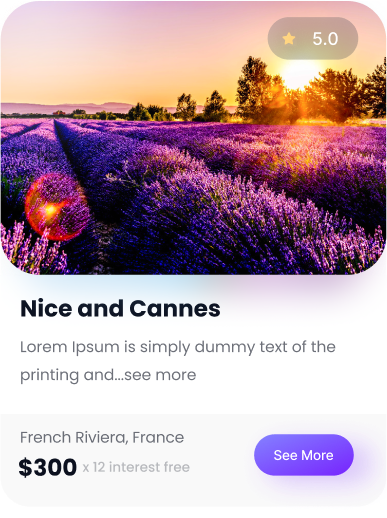 5.0
Nice and Cannes
Lorem Ipsum is simply dummy text of the
printing and...see more
French Riviera, France
$300 x 12 interest free
See More